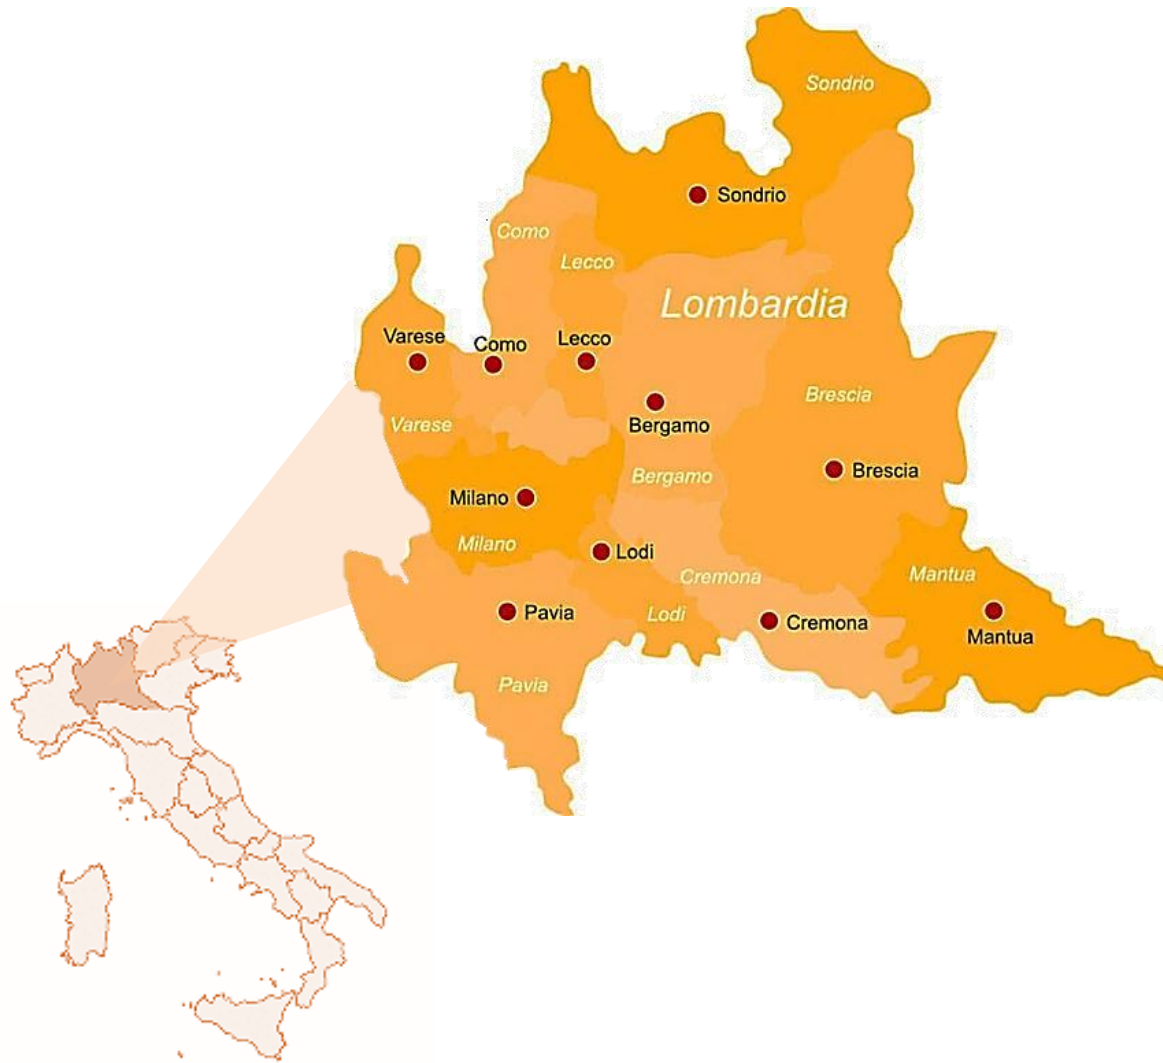 Sondrio
Sondrio
Como
Lecco
Lombardia
Varese
Como
Lecco
Brescia
Varese
Bergamo
Bergamo
Brescia
Milano
Milano
Lodi
Cremona
Mantua
Pavia
Lodi
Cremona
Mantua
Pavia